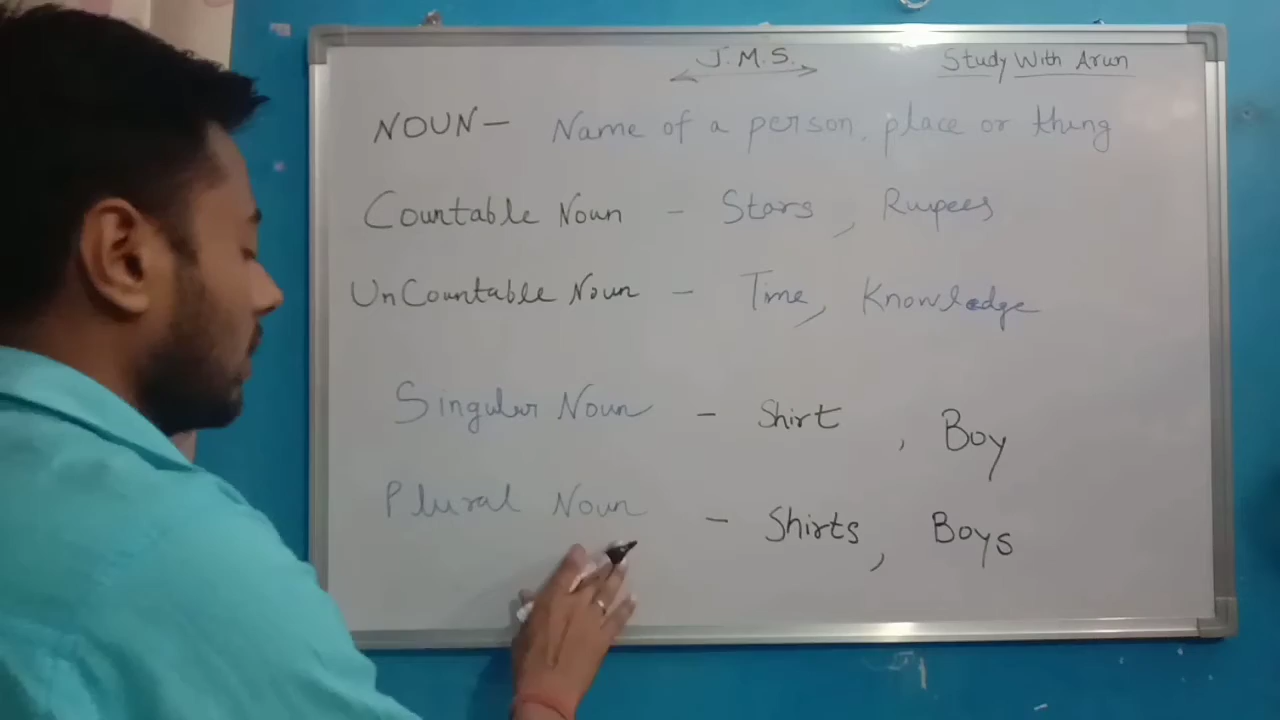 J.M.S.
Study With Arun
NOUN- Name of a person, place or thing
Countable Noun - Stars, Rupees
UnCountable Noun - Time, Knowledge
Singular Noun - Shirt, Boy
Plural Noun - Shirts, Boys